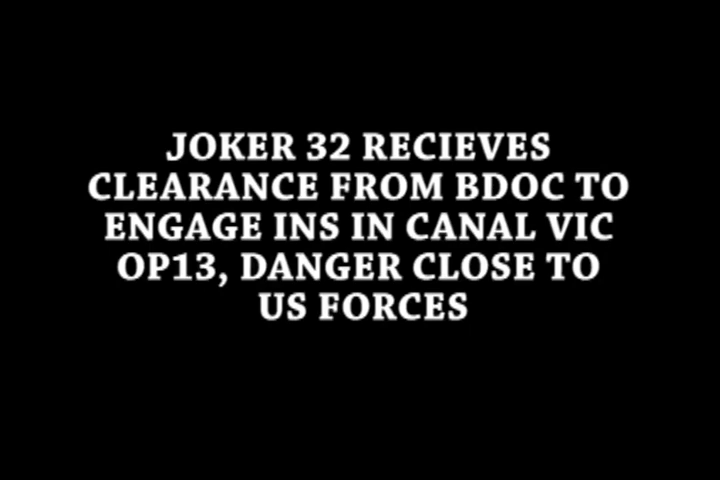 JOKER 32 RECIEVES
CLEARANCE FROM BDOC TO
ENGAGE INS IN CANAL VIC
OP13, DANGER CLOSE TO
US FORCES